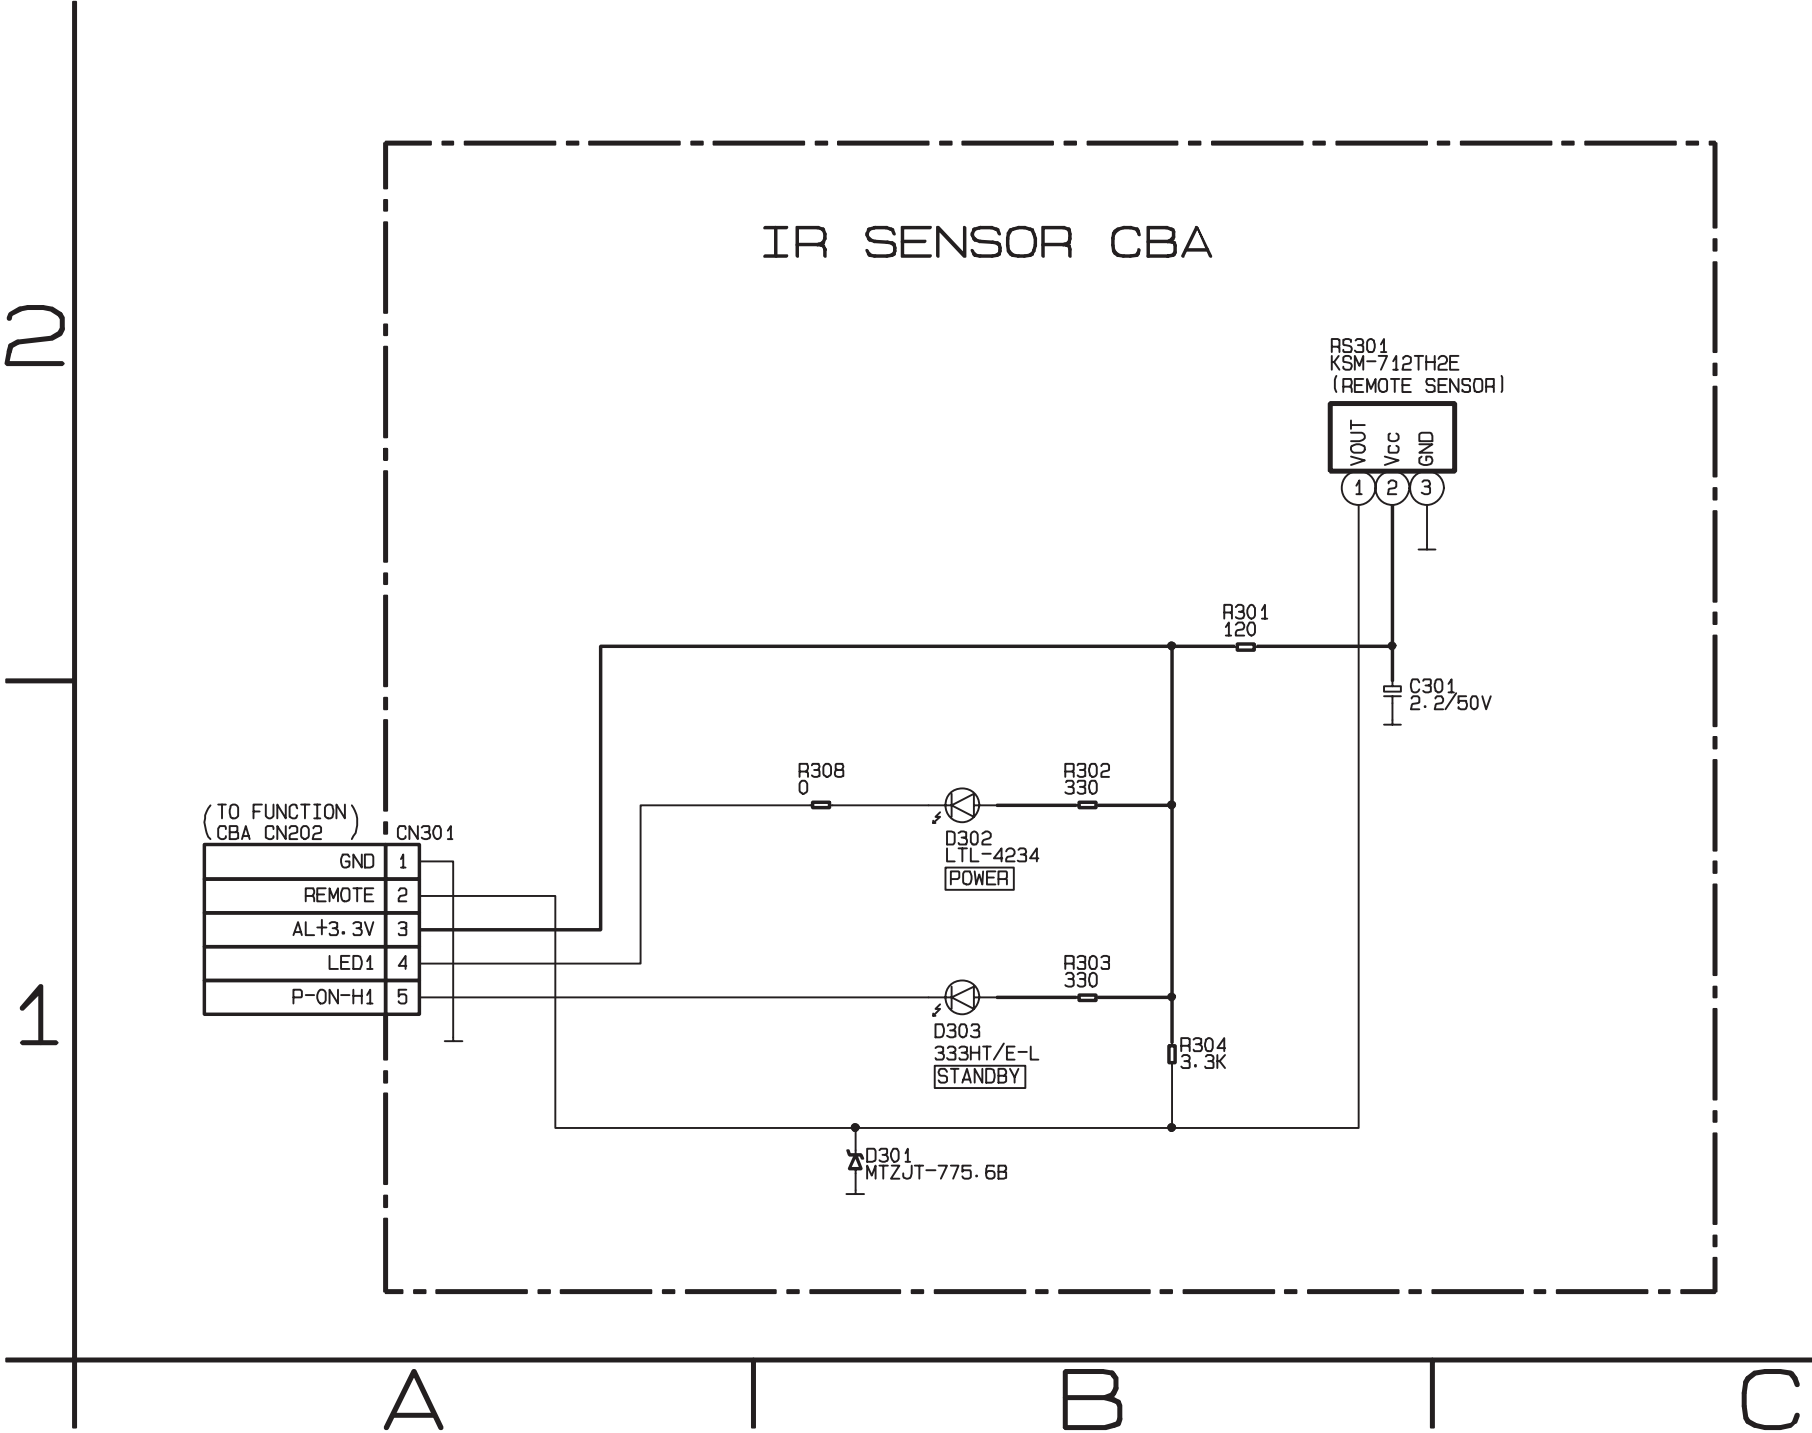 IR SENSOR CBA
2
RS301
KSM-712TH2E
(REMOTE SENSOR)
VOUT
Vcc
GND
1
2
3
R301
120
C301
2.2/50V
R308
0
R302
330
D302
LTL-4234
POWER
(TO FUNCTION
CBA CN202)
CN301
GND 1
REMOTE 2
AL+3.3V 3
LED1 4
P-ON-H1 5
R303
330
D303
333HT/E-L
STANDBY
1
R304
3.3K
D301
MTZJT-775.6B
A
B
C